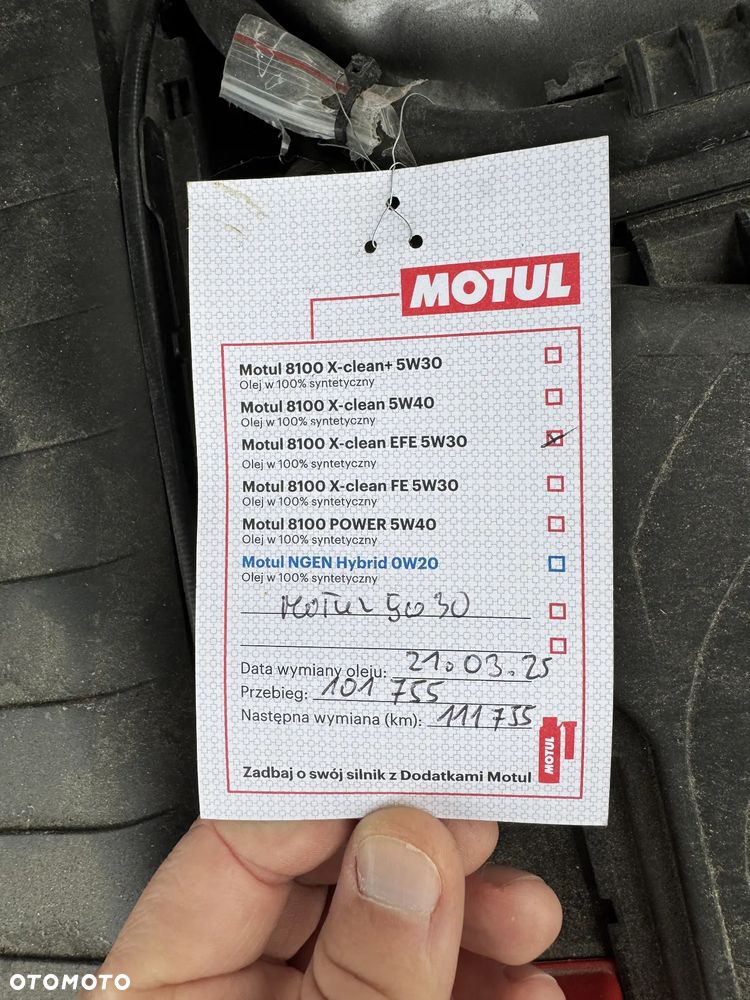 MOTUL
Motul 8100 X-clean+ 5W30
Olej w 100% syntetyczny
Motul 8100 X-clean 5W40
Olej w 100% syntetyczny
Motul 8100 X-clean EFE 5W30
Olej w 100% syntetyczny
Motul 8100 X-clean FE 5W30
Olej w 100% syntetyczny
Motul 8100 POWER 5W40
Olej w 100% syntetyczny
Motul NGEN Hybrid 0W20
Olej w 100% syntetyczny
MOTUL 5W30
Data wymiany oleju: 21.03.25
Przebieg: 101 755
Następna wymiana (km): 111 755
Zadbaj o swój silnik z Dodatkami Motul
MOTUL
OTOMOTO